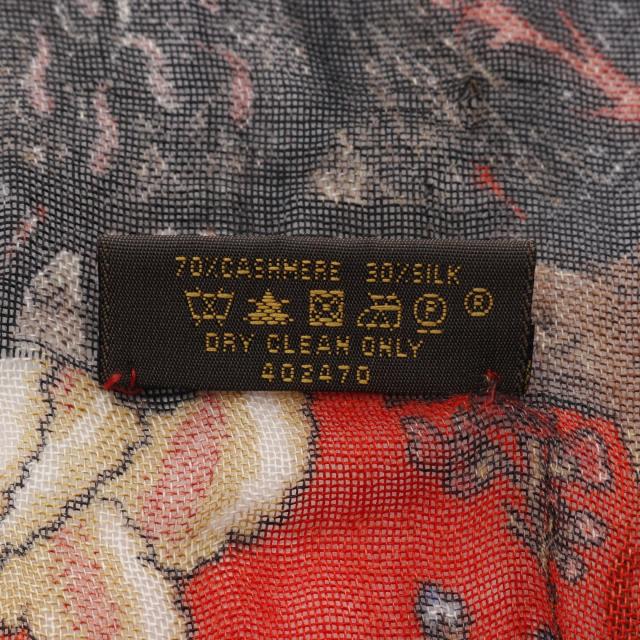 70%CASHMERE 30%SILK
P ®
DRY CLEAN ONLY
402470